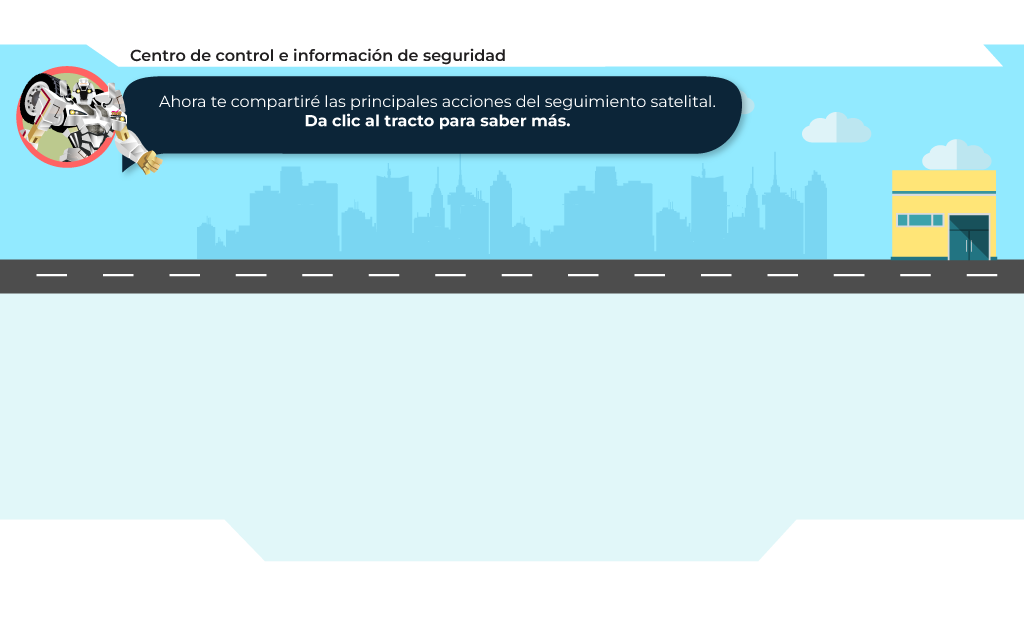 Centro de control e información de seguridad
Ahora te compartiré las principales acciones del seguimiento satelital.
Da clic al tracto para saber más.